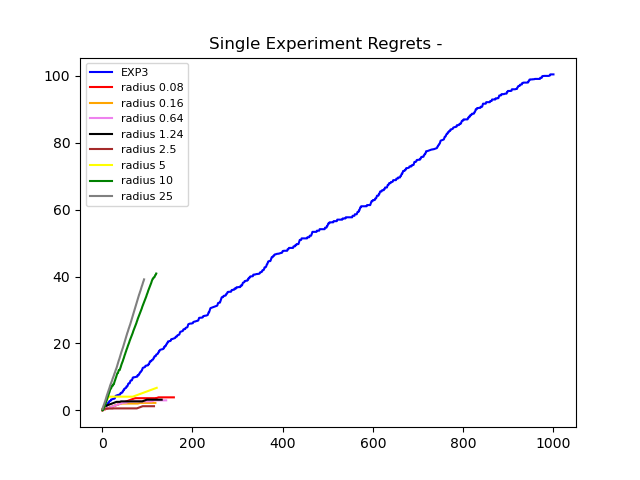 Single Experiment Regrets -
EXP3
radius 0.08
radius 0.16
radius 0.64
radius 1.24
radius 2.5
radius 5
radius 10
radius 25
100
80
60
40
20
0
0 200 400 600 800 1000